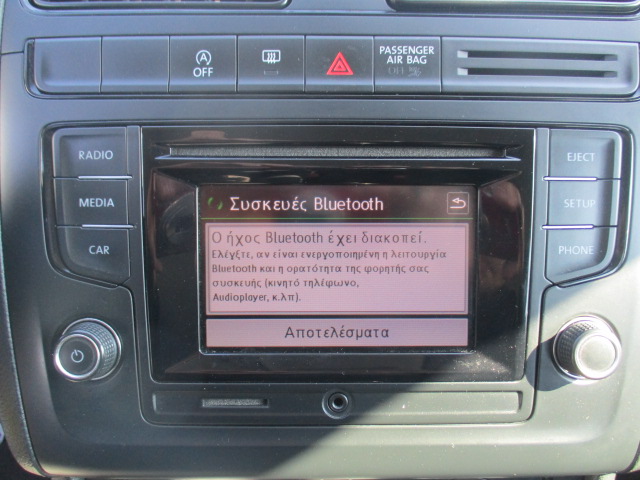 A
OFF
PASSENGER
AIR BAG
OFF
RADIO
MEDIA
CAR
EJECT
SETUP
PHONE
Συσκευές Bluetooth
Ο ήχος Bluetooth έχει διακοπεί.
Ελέγξτε, αν είναι ενεργοποιημένη η λειτουργία
Bluetooth και η ορατότητα της φορητής σας
συσκευής (κινητό τηλέφωνο,
Audioplayer, κ.λπ).
Αποτελέσματα